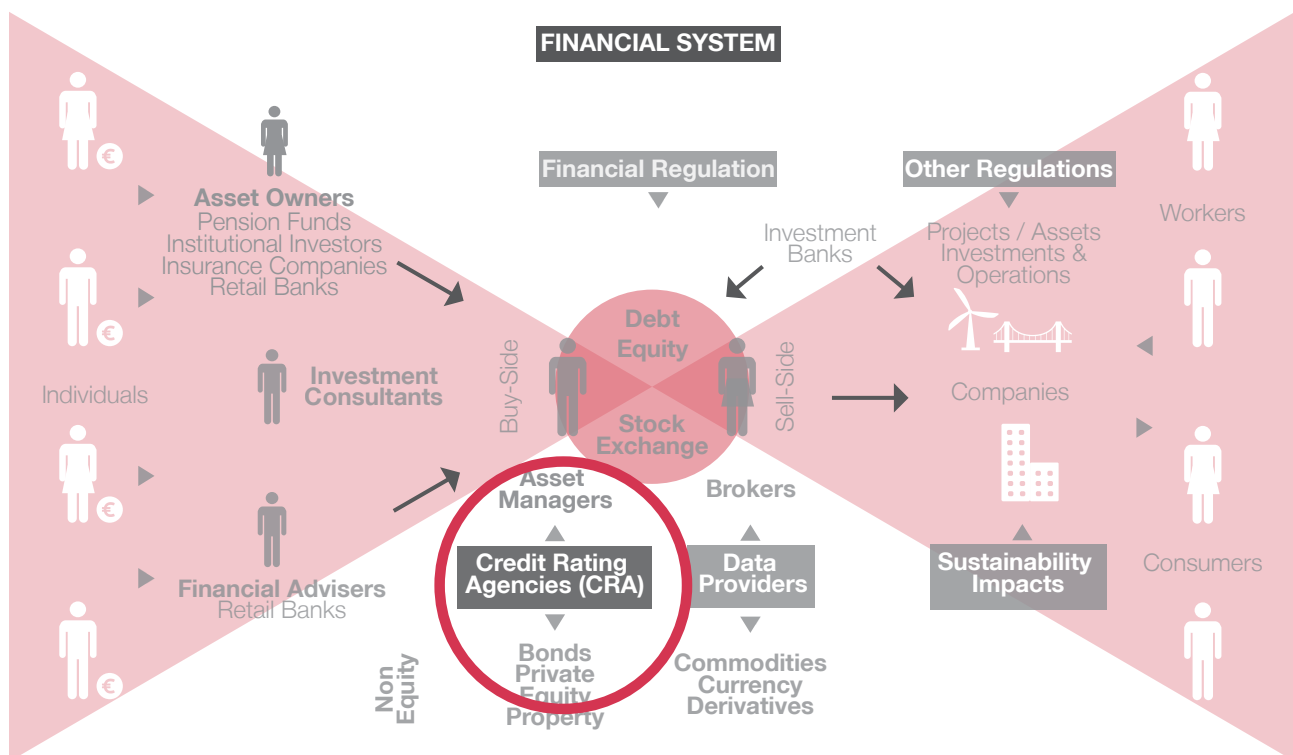 FINANCIAL SYSTEM
€
Asset Owners
Pension Funds
Institutional Investors
Insurance Companies
Retail Banks
Financial Regulation
Other Regulations
Investment
Banks
Projects / Assets
Investments &
Operations
Workers
€
Individuals
Investment
Consultants
Buy-Side
Debt
Equity
Stock
Exchange
Sell-Side
Companies
€
Financial Advisers
Retail Banks
Asset
Managers
Brokers
Credit Rating
Agencies (CRA)
Data
Providers
Sustainability
Impacts
Consumers
€
Non
Equity
Bonds
Private
Equity
Property
Commodities
Currency
Derivatives